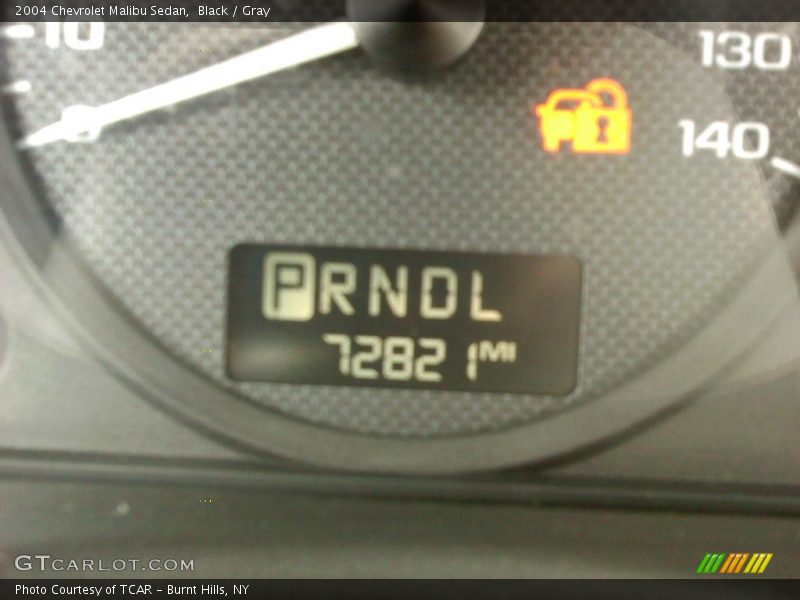 2004 Chevrolet Malibu Sedan, Black / Gray
10
130
140
PRNDL
72821 MI
GTCARLOT.COM
Photo Courtesy of TCAR - Burnt Hills, NY